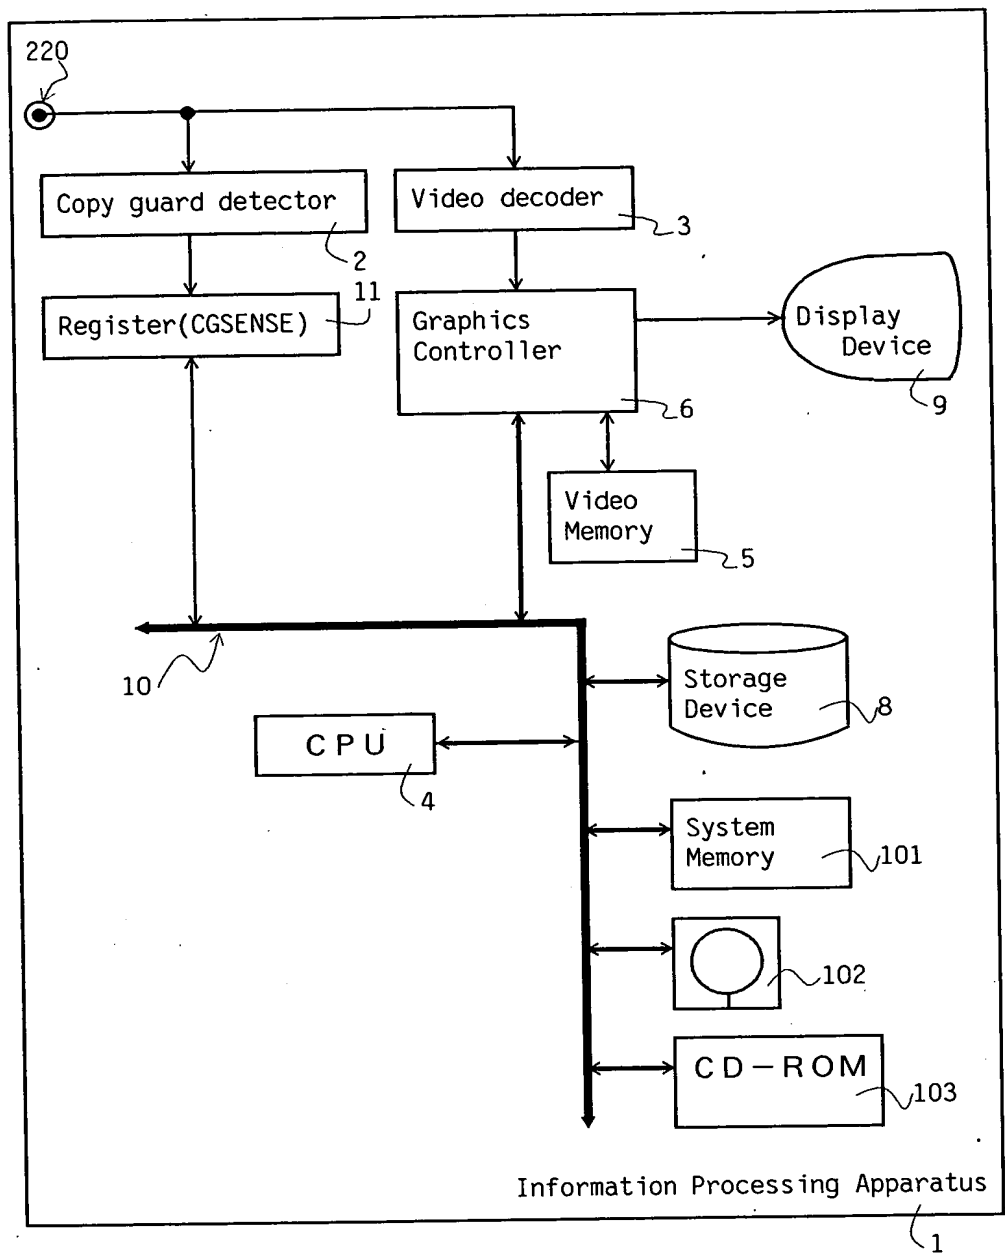 220
Copy guard detector
2
Video decoder
3
Register(CGSENSE)
11
Graphics
Controller
6
Display
Device
9
Video
Memory
5
10
Storage
Device
8
CPU
4
System
Memory
101
102
CD-ROM
103
Information Processing Apparatus
1